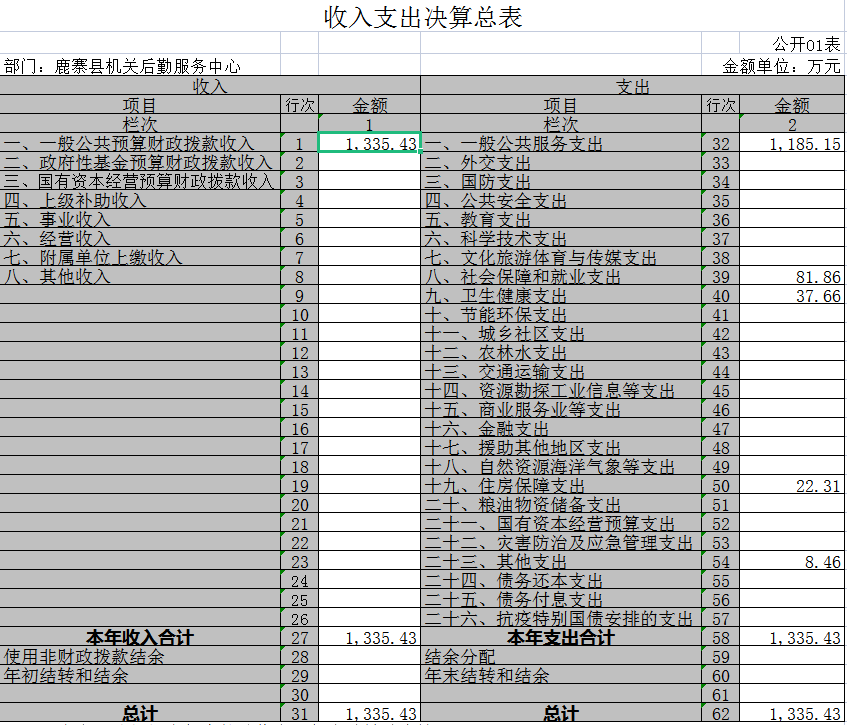 收入支出决算总表
公开01表
部门：鹿寨县机关后勤服务中心 金额单位：万元
收入 支出
项目 行次 金额 项目 行次 金额
栏次 1 栏次 2
一、一般公共预算财政拨款收入 1 1,335.43 一、一般公共服务支出 32 1,185.15
二、政府性基金预算财政拨款收入 2 二、外交支出 33
三、国有资本经营预算财政拨款收入 3 三、国防支出 34
四、上级补助收入 4 四、公共安全支出 35
五、事业收入 5 五、教育支出 36
六、经营收入 6 六、科学技术支出 37
七、附属单位上缴收入 7 七、文化旅游体育与传媒支出 38
八、其他收入 8 八、社会保障和就业支出 39 81.86
9 九、卫生健康支出 40 37.66
10 十、节能环保支出 41
11 十一、城乡社区支出 42
12 十二、农林水支出 43
13 十三、交通运输支出 44
14 十四、资源勘探工业信息等支出 45
15 十五、商业服务业等支出 46
16 十六、金融支出 47
17 十七、援助其他地区支出 48
18 十八、自然资源海洋气象等支出 49
19 十九、住房保障支出 50 22.31
20 二十、粮油物资储备支出 51
21 二十一、国有资本经营预算支出 52
22 二十二、灾害防治及应急管理支出 53
23 二十三、其他支出 54 8.46
24 二十四、债务还本支出 55
25 二十五、债务付息支出 56
26 二十六、抗疫特别国债安排的支出 57
本年收入合计 27 1,335.43 本年支出合计 58 1,335.43
使用非财政拨款结余 28 结余分配 59
年初结转和结余 29 年末结转和结余 60
30 61
总计 31 1,335.43 总计 62 1,335.43